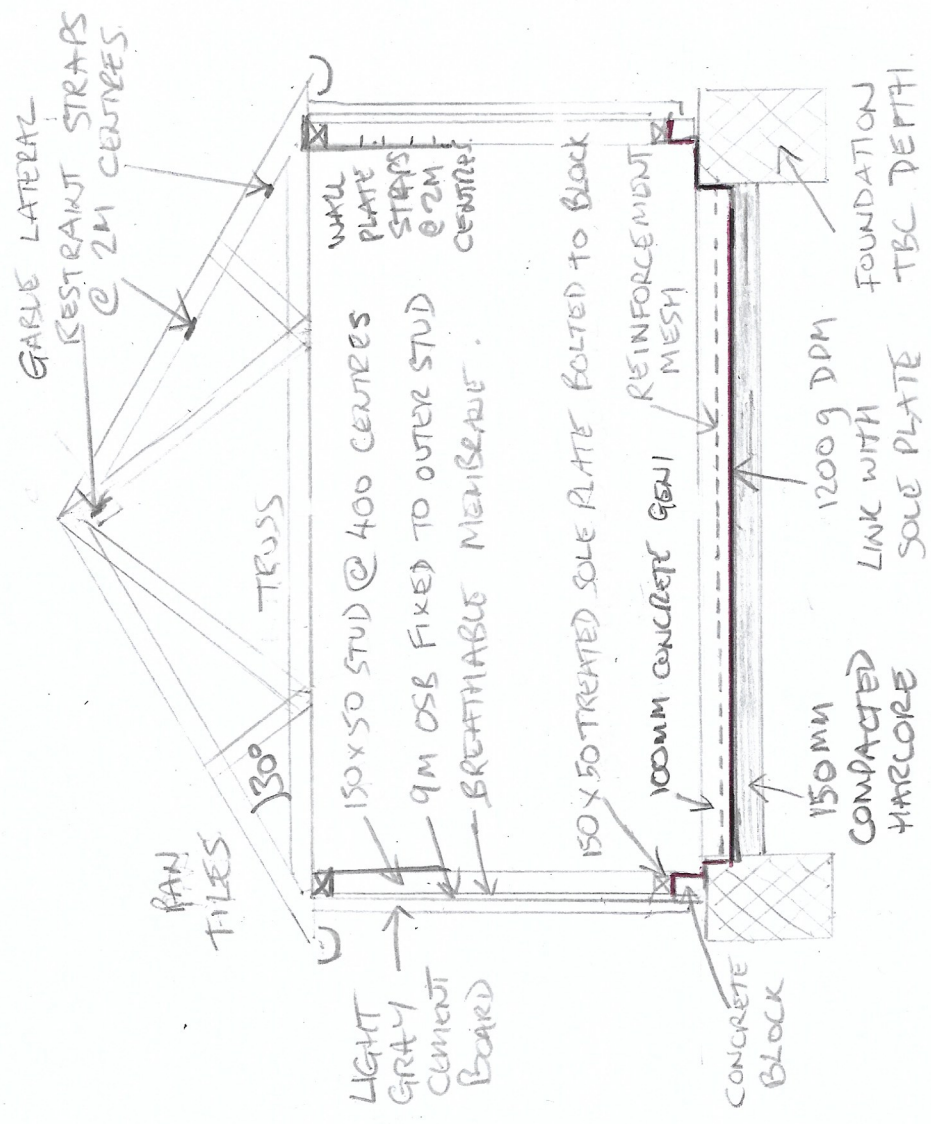 GABLE LATERAL
RESTRAINT STRAPS
@ 2M CENTRES
PAN
TILES
30°
TRUSS
LIGHT
GRAY
CEMENT
BOARD
150 X 50 STUD @ 400 CENTRES
9M OSB FIXED TO OUTER STUD
BREATHABLE MEMBRANE.
WALL
PLATE
STRAPS
@ 2M
CENTRES
150 X 50 TREATED SOLE PLATE BOLTED TO BLOCK
100MM CONCRETE GEN1
REINFORCEMENT
MESH
CONCRETE
BLOCK
150MM
COMPACTED
HARCORE
1200g DPM
LINK WITH
SOLE PLATE
FOUNDATION
TBC DEPTH